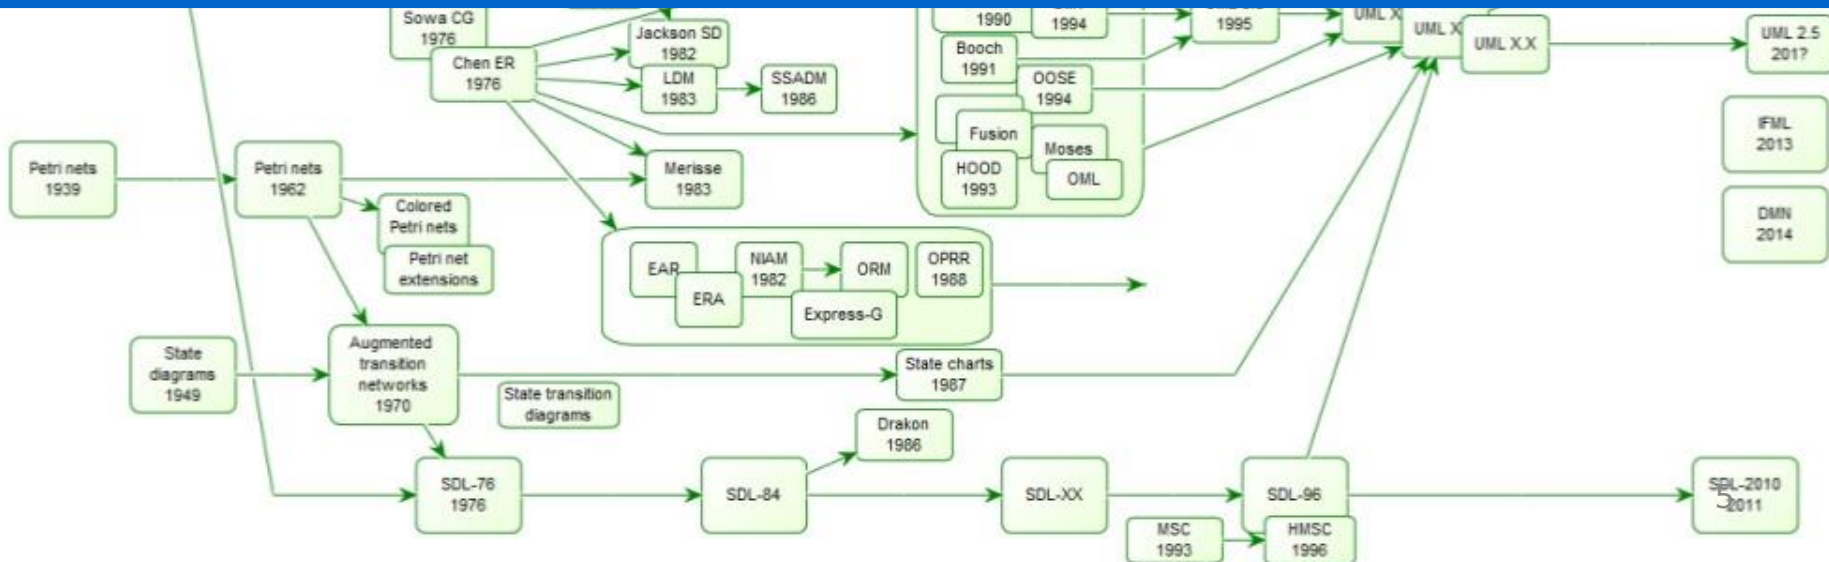 Sowa CG
1976
Chen ER
1976
Jackson SD
1982
LDM
1983
SSADM
1986
1990
1994
1995
Booch
1991
OOSE
1994
Fusion
Moses
HOOD
1993
OML
UML X
UML X
UML X.X
UML 2.5
201?
IFML
2013
DMN
2014
Petri nets
1939
Petri nets
1962
Merisse
1983
Colored
Petri nets
Petri net
extensions
EAR
ERA
NIAM
1982
ORM
OPRR
1988
Express-G
State
diagrams
1949
Augmented
transition
networks
1970
State transition
diagrams
State charts
1987
Drakon
1986
SDL-76
1976
SDL-84
SDL-XX
SDL-96
MSC
1993
HMSC
1996
SDL-2010
2011
5